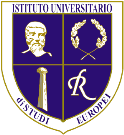 ISTITUTO UNIVERSITARIO
di STUDI EUROPEI
R